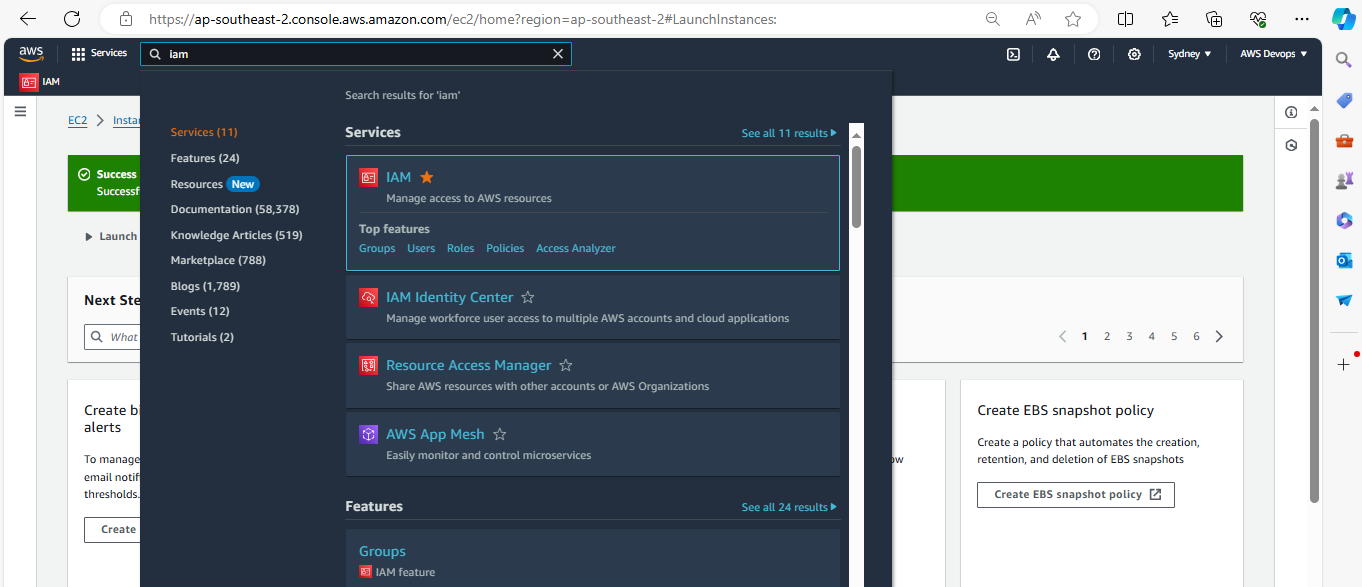 https://ap-southeast-2.console.aws.amazon.com/ec2/home?region=ap-southeast-2#LaunchInstances:
aws
Services
iam
Sydney
AWS Devops
IAM
EC2
Instan
Success
Successf
Launch
Next Ste
What
Create bi
alerts
To manage
email notifi
thresholds.
Create
Search results for 'iam'
Services (11)
Features (24)
Resources New
Documentation (58,378)
Knowledge Articles (519)
Marketplace (788)
Blogs (1,789)
Events (12)
Tutorials (2)
Services
See all 11 results
IAM
Manage access to AWS resources
Top features
Groups Users Roles Policies Access Analyzer
IAM Identity Center
Manage workforce user access to multiple AWS accounts and cloud applications
Resource Access Manager
Share AWS resources with other accounts or AWS Organizations
AWS App Mesh
Easily monitor and control microservices
Features
See all 24 results
Groups
IAM feature
1 2 3 4 5 6
ow
Create EBS snapshot policy
Create a policy that automates the creation,
retention, and deletion of EBS snapshots
Create EBS snapshot policy